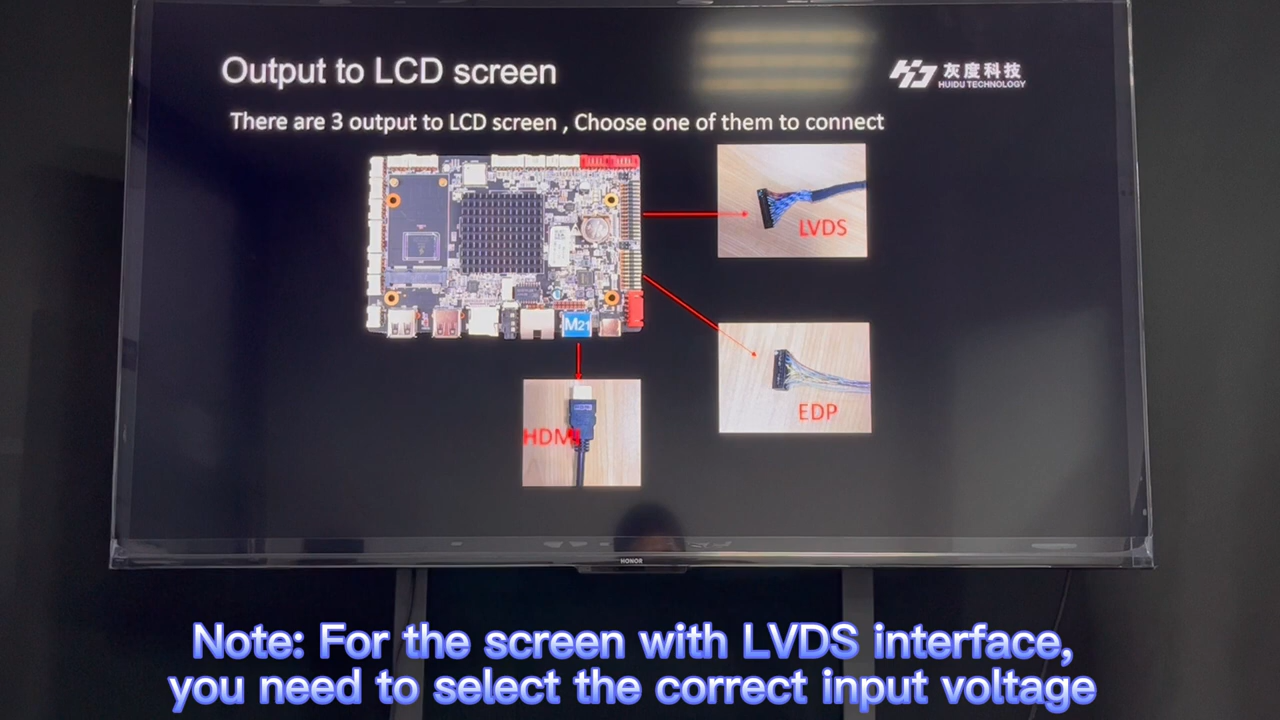 Output to LCD screen
灰度科技
HUIDU TECHNOLOGY
There are 3 output to LCD screen , Choose one of them to connect
LVDS
M21
EDP
HDMI
HONOR
Note: For the screen with LVDS interface,
you need to select the correct input voltage